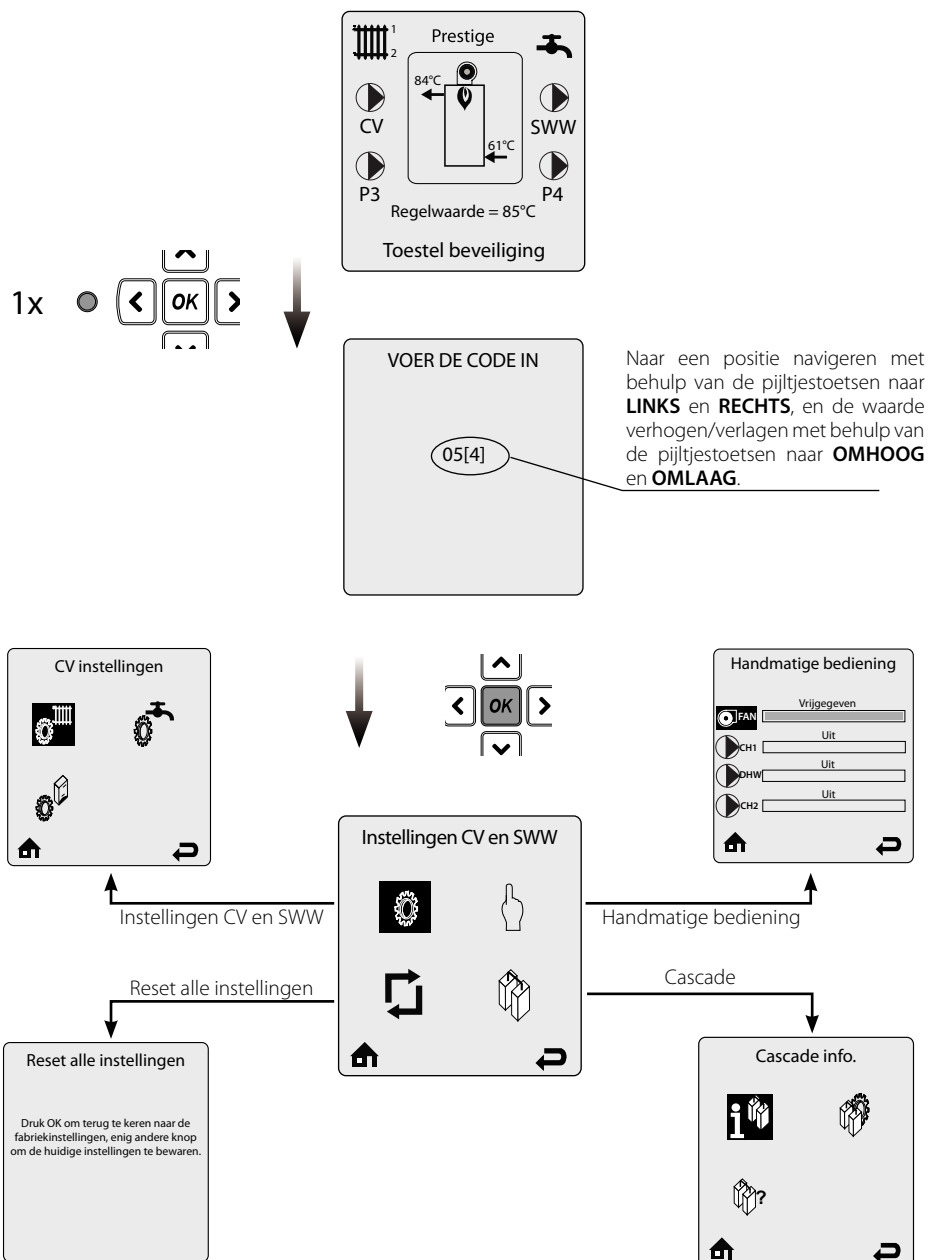 1
Prestige
2
84°C
CV
SWW
61°C
P3
P4
Regelwaarde = 85°C
Toestel beveiliging
1x
OK
VOER DE CODE IN
05[4]
Naar een positie navigeren met
behulp van de pijltjestoetsen naar
LINKS en RECHTS, en de waarde
verhogen/verlagen met behulp van
de pijltjestoetsen naar OMHOOG
en OMLAAG.
CV instellingen
OK
Handmatige bediening
Vrijgegeven
FAN
Uit
CH1
Uit
DHW
Uit
CH2
Instellingen CV en SWW
Instellingen CV en SWW
Handmatige bediening
Reset alle instellingen
Cascade
Reset alle instellingen
Druk OK om terug te keren naar de
fabriekinstellingen, enig andere knop
om de huidige instellingen te bewaren.
Cascade info.
i
?